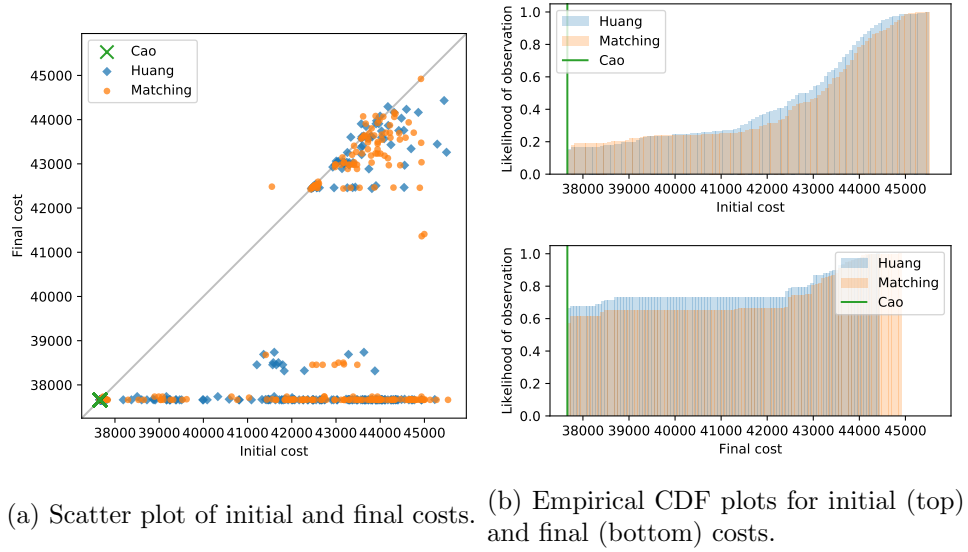 Cao
Huang
Matching
45000
44000
43000
42000
41000
40000
39000
38000
Final cost
38000 39000 40000 41000 42000 43000 44000 45000
Initial cost
(a) Scatter plot of initial and final costs.
1.0
0.8
0.6
0.4
0.2
0.0
Likelihood of observation
Huang
Matching
Cao
38000 39000 40000 41000 42000 43000 44000 45000
Initial cost
1.0
0.8
0.6
0.4
0.2
0.0
Likelihood of observation
Huang
Matching
Cao
38000 39000 40000 41000 42000 43000 44000 45000
Final cost
(b) Empirical CDF plots for initial (top)
and final (bottom) costs.